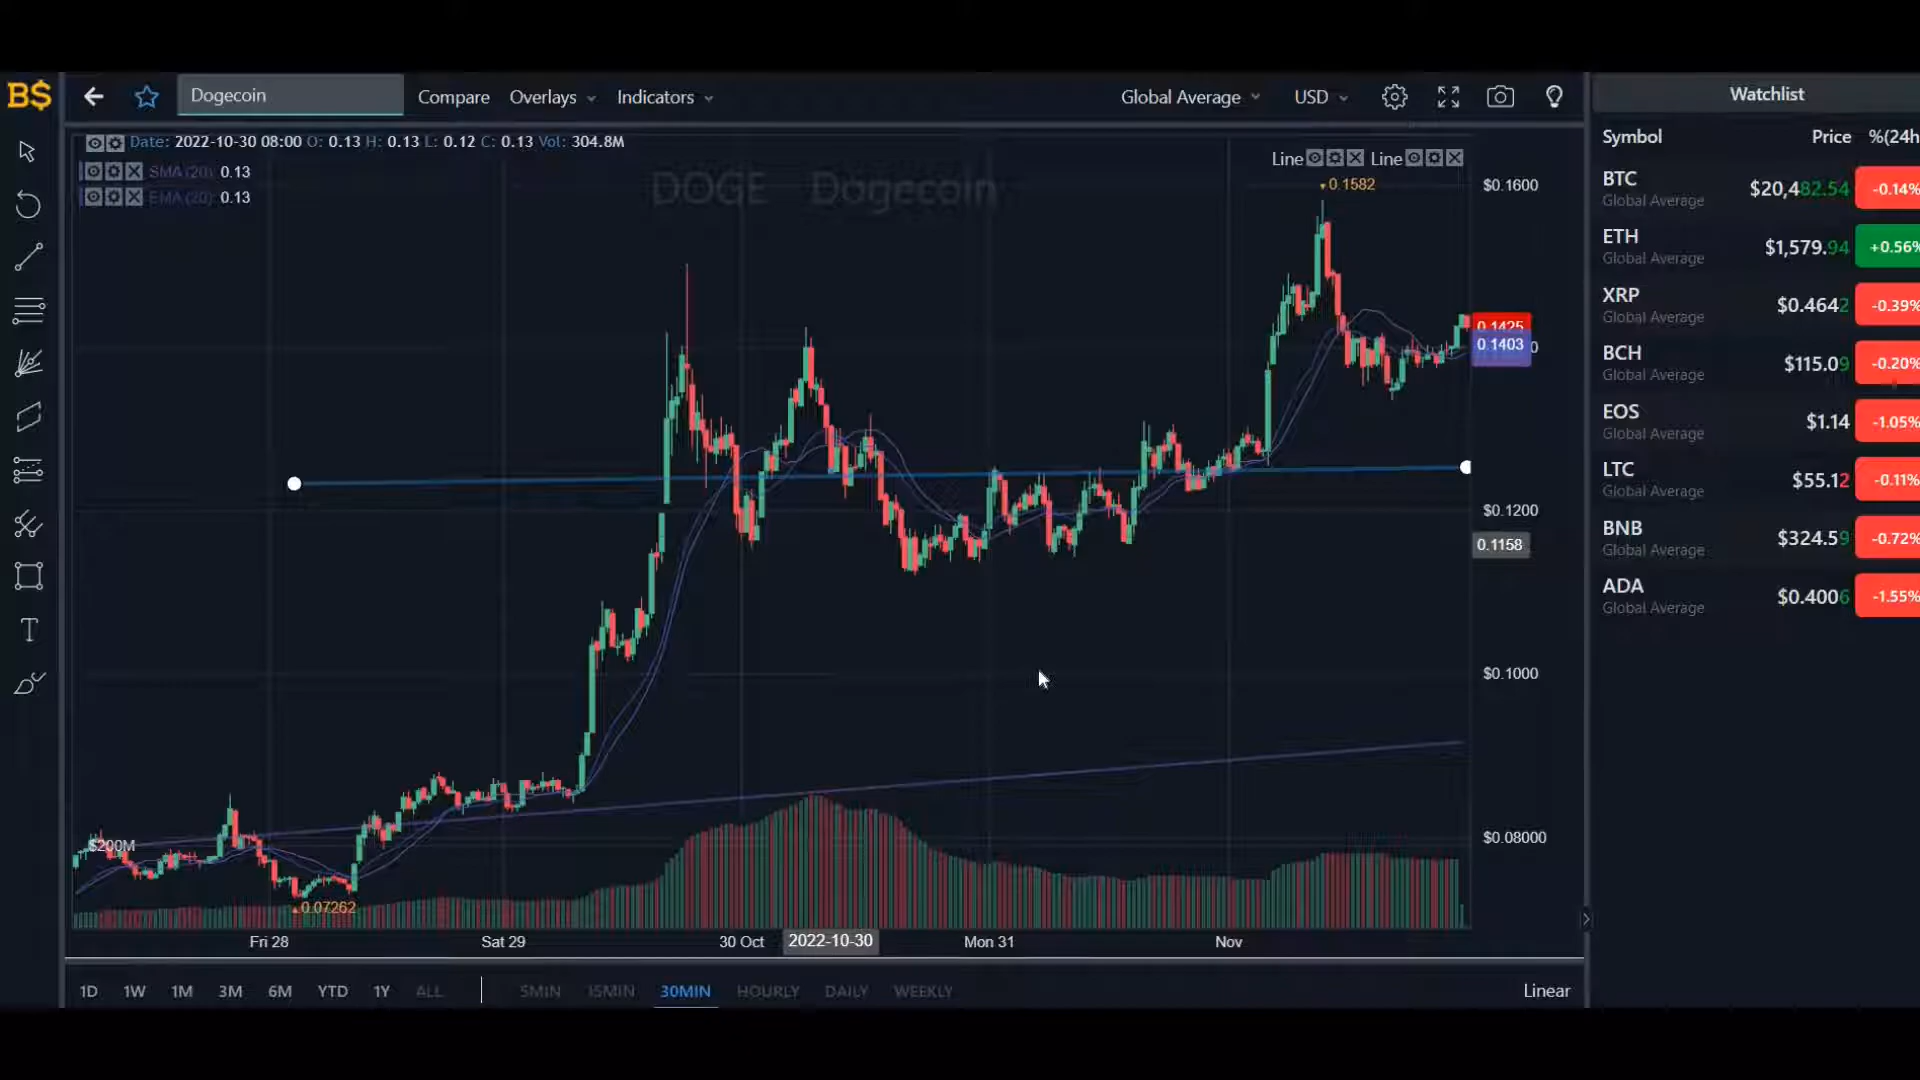 B$ Dogecoin Compare Overlays Indicators Global Average USD Watchlist
Date: 2022-10-30 08:00 O: 0.13 H: 0.13 L: 0.12 C: 0.13 Vol: 304.8M
SMA (20) 0.13
EMA (20) 0.13
DOGE Dogecoin
Line Line
0.1582
$0.1600
0.1425
0.1403
$0.1200
0.1158
$0.1000
$0.08000
$200M
0.07262
Fri 28 Sat 29 30 Oct 2022-10-30 Mon 31 Nov
1D 1W 1M 3M 6M YTD 1Y ALL 5MIN 15MIN 30MIN HOURLY DAILY WEEKLY Linear
Symbol Price %(24h
BTC $20,482.54 -0.14%
Global Average
ETH $1,579.94 +0.56%
Global Average
XRP $0.4642 -0.39%
Global Average
BCH $115.09 -0.20%
Global Average
EOS $1.14 -1.05%
Global Average
LTC $55.12 -0.11%
Global Average
BNB $324.59 -0.72%
Global Average
ADA $0.4006 -1.55%
Global Average
T